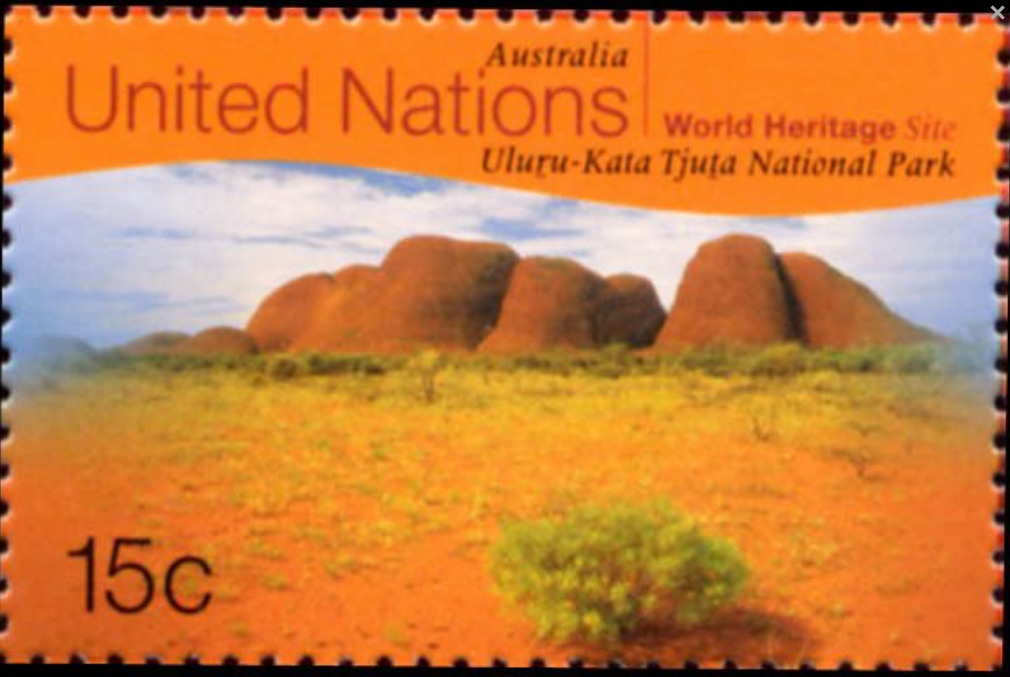 Australia
United Nations
World Heritage Site
Uluṟu-Kata Tjuṯa National Park
15c